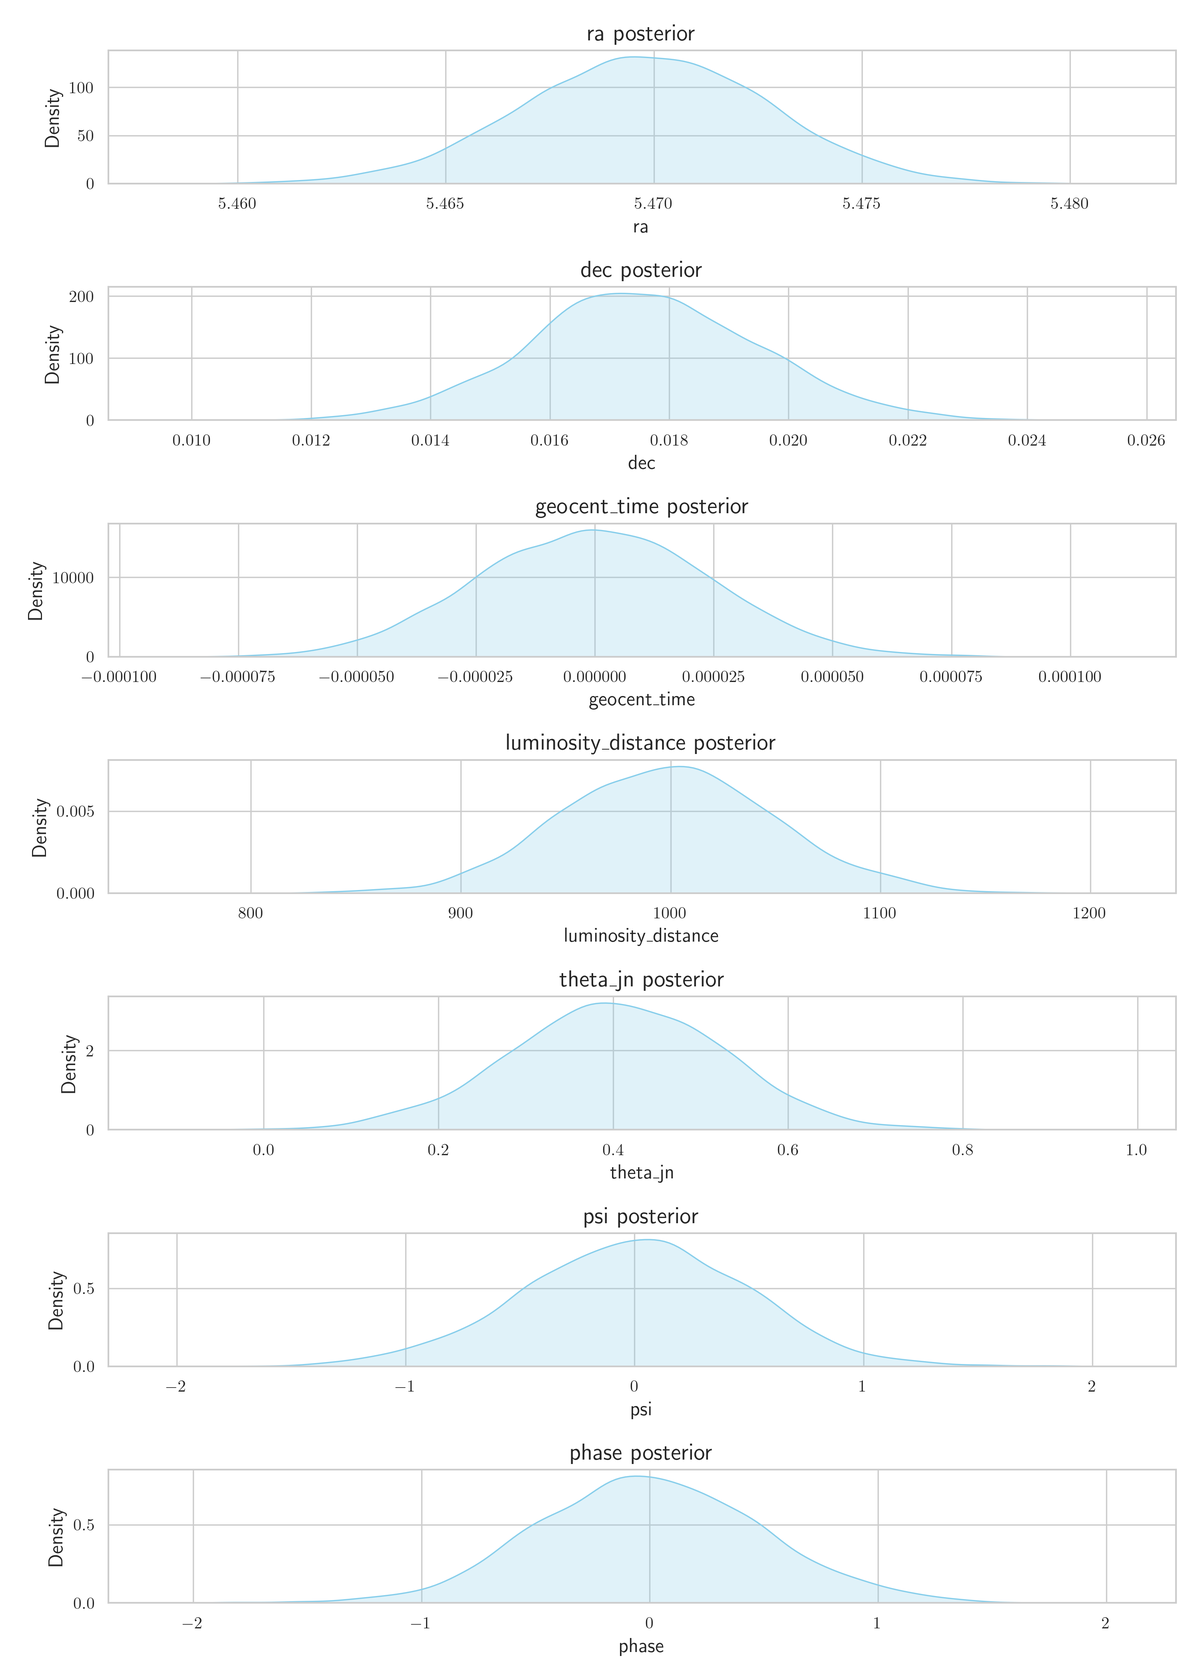 ra posterior
Density
100
50
0
5.460 5.465 5.470 5.475 5.480
ra
dec posterior
Density
200
100
0
0.010 0.012 0.014 0.016 0.018 0.020 0.022 0.024 0.026
dec
geocent_time posterior
Density
10000
0
−0.000100 −0.000075 −0.000050 −0.000025 0.000000 0.000025 0.000050 0.000075 0.000100
geocent_time
luminosity_distance posterior
Density
0.005
0.000
800 900 1000 1100 1200
luminosity_distance
theta_jn posterior
Density
2
0
0.0 0.2 0.4 0.6 0.8 1.0
theta_jn
psi posterior
Density
0.5
0.0
−2 −1 0 1 2
psi
phase posterior
Density
0.5
0.0
−2 −1 0 1 2
phase